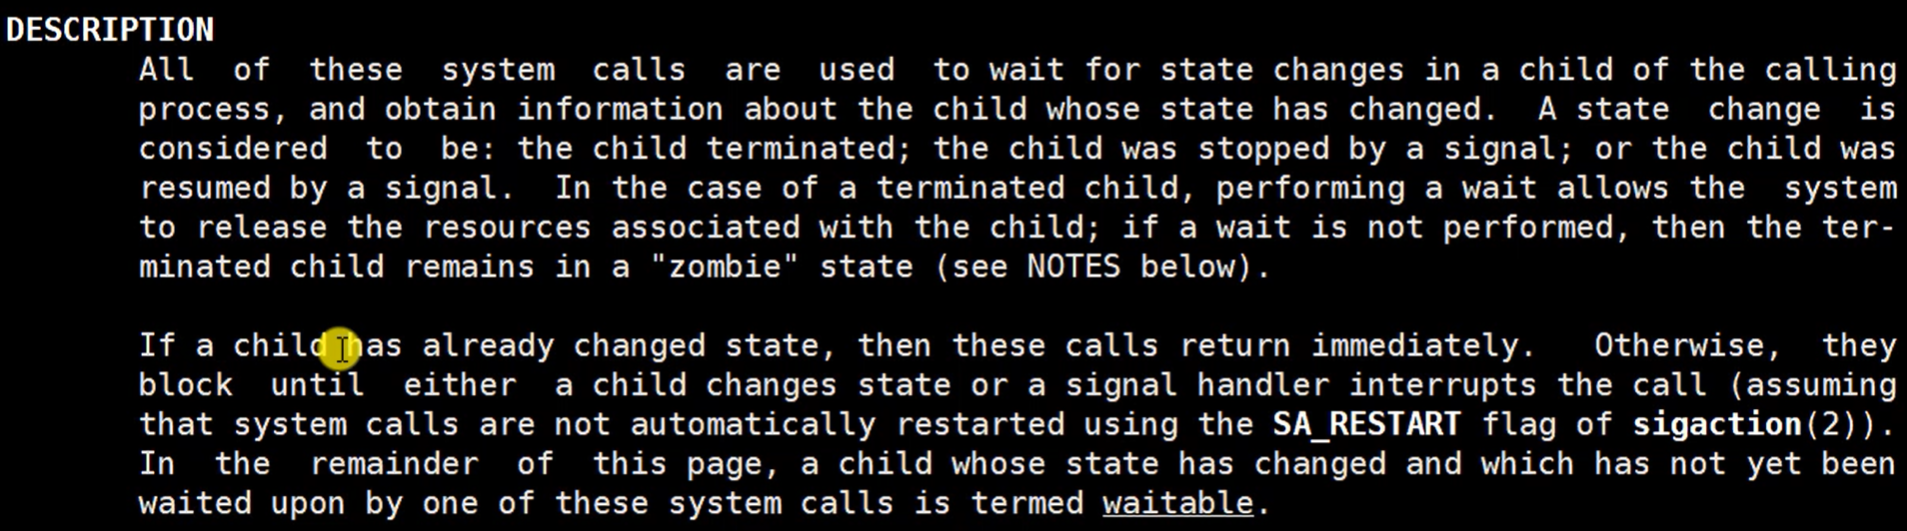 DESCRIPTION
All of these system calls are used to wait for state changes in a child of the calling
process, and obtain information about the child whose state has changed. A state change is
considered to be: the child terminated; the child was stopped by a signal; or the child was
resumed by a signal. In the case of a terminated child, performing a wait allows the system
to release the resources associated with the child; if a wait is not performed, then the ter-
minated child remains in a "zombie" state (see NOTES below).
If a child has already changed state, then these calls return immediately. Otherwise, they
block until either a child changes state or a signal handler interrupts the call (assuming
that system calls are not automatically restarted using the SA_RESTART flag of sigaction(2)).
In the remainder of this page, a child whose state has changed and which has not yet been
waited upon by one of these system calls is termed waitable.